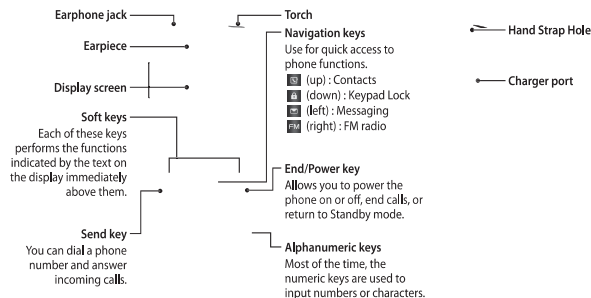 Earphone jack
Earpiece
Display screen
Soft keys
Each of these keys
performs the functions
indicated by the text on
the display immediately
above them.
Send key
You can dial a phone
number and answer
incoming calls.
Torch
Navigation keys
Use for quick access to
phone functions.
(up) : Contacts
(down) : Keypad Lock
(left) : Messaging
FM (right) : FM radio
End/Power key
Allows you to power the
phone on or off, end calls, or
return to Standby mode.
Alphanumeric keys
Most of the time, the
numeric keys are used to
input numbers or characters.
Hand Strap Hole
Charger port